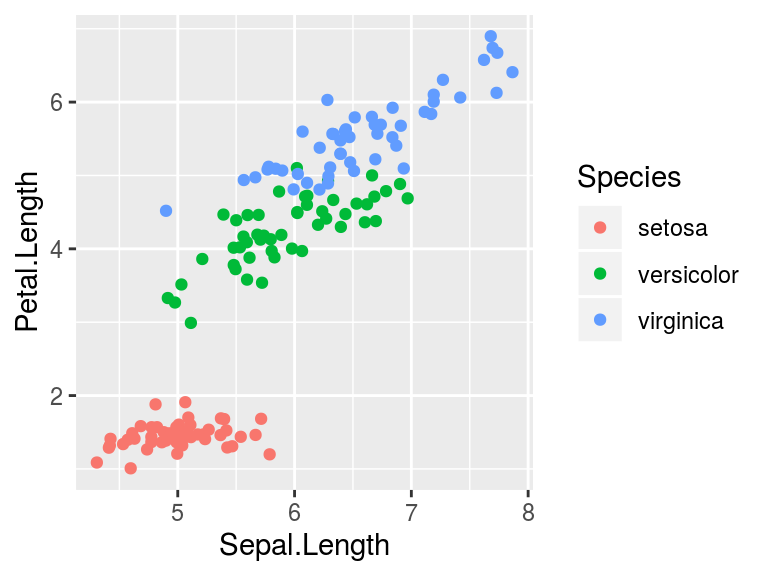 Petal.Length
6
4
2
5 6 7 8
Sepal.Length
Species
setosa
versicolor
virginica